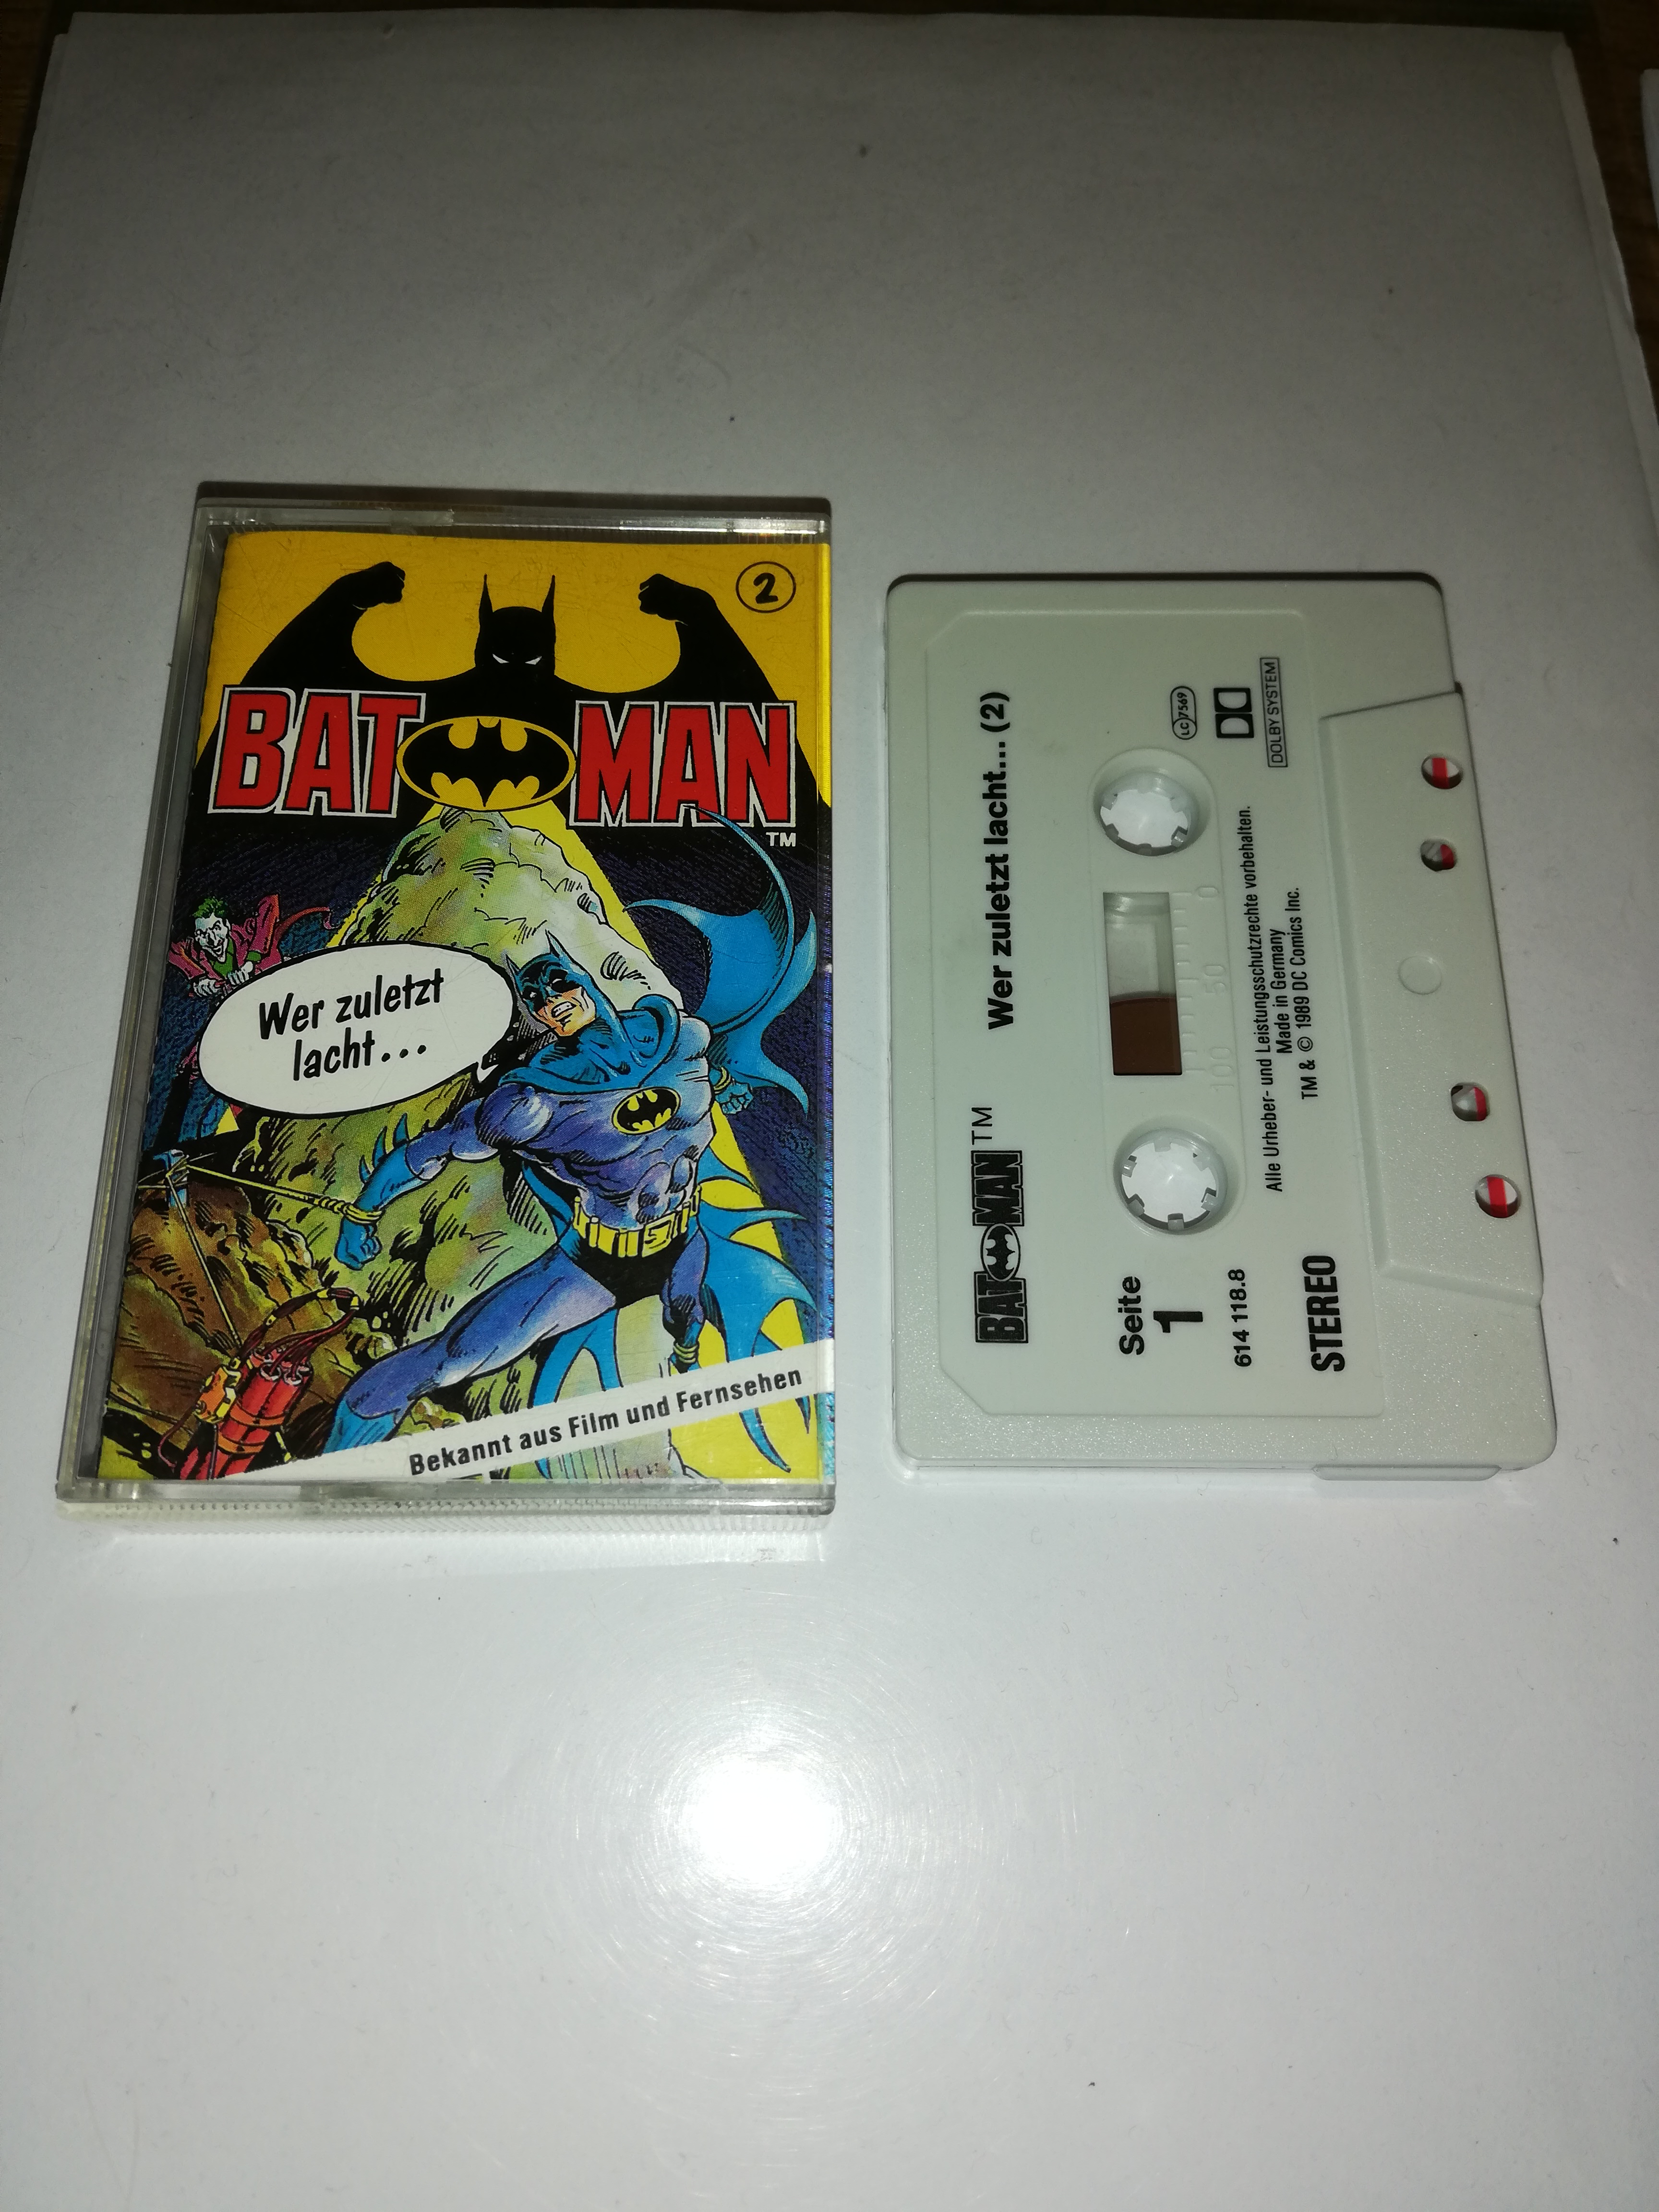 2
BATMAN
TM
Wer zuletzt
lacht...
Bekannt aus Film und Fernsehen
BATMAN TM
Wer zuletzt lacht... (2)
Seite
1
LC 7569
614 118.8
DOLBY SYSTEM
100 50 0
Alle Urheber- und Leistungsschutzrechte vorbehalten.
Made in Germany
TM & © 1989 DC Comics Inc.
STEREO